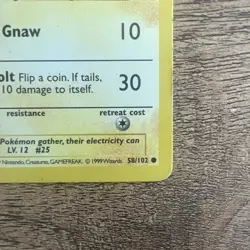 Gnaw 10
olt Flip a coin. If tails,
10 damage to itself. 30
resistance retreat cost
Pokémon gather, their electricity can
LV. 12 #25
Nintendo, Creatures, GAMEFREAK. © 1999 Wizards. 58/102